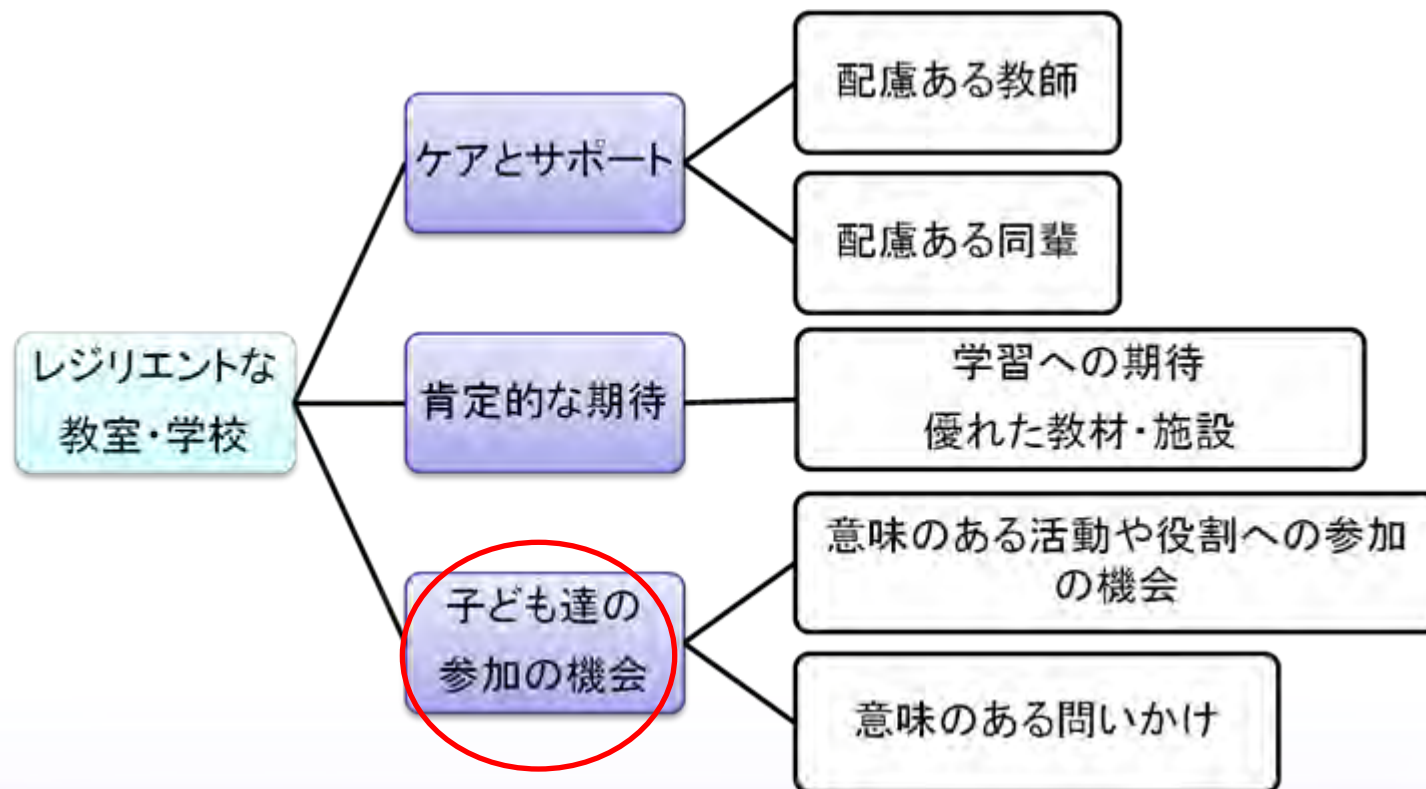 レジリエントな
教室・学校
ケアとサポート
配慮ある教師
配慮ある同輩
肯定的な期待
学習への期待
優れた教材・施設
子ども達の
参加の機会
意味のある活動や役割への参加
の機会
意味のある問いかけ